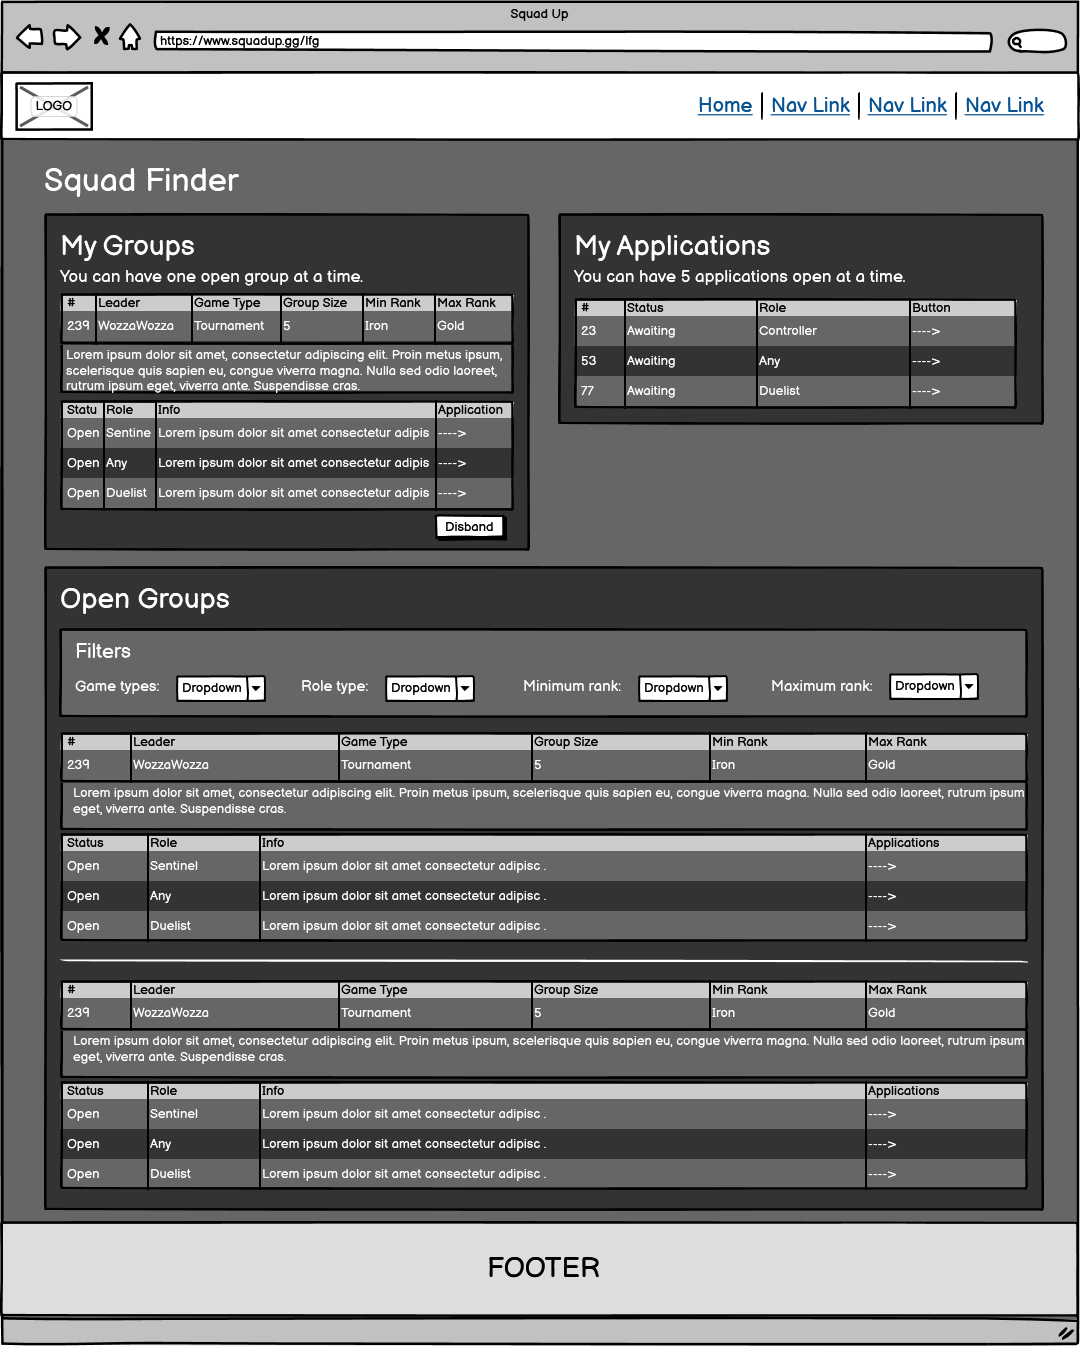 Squad Up
https://www.squadup.gg/lfg
LOGO
Home | Nav Link | Nav Link | Nav Link
Squad Finder
My Groups
You can have one open group at a time.
# Leader Game Type Group Size Min Rank Max Rank
239 WozzaWozza Tournament 5 Iron Gold
Lorem ipsum dolor sit amet, consectetur adipiscing elit. Proin metus ipsum,
scelerisque quis sapien eu, congue viverra magna. Nulla sed odio laoreet,
rutrum ipsum eget, viverra ante. Suspendisse cras.
Statu Role Info Application
Open Sentine Lorem ipsum dolor sit amet consectetur adipis ---->
Open Any Lorem ipsum dolor sit amet consectetur adipis ---->
Open Duelist Lorem ipsum dolor sit amet consectetur adipis ---->
Disband
My Applications
You can have 5 applications open at a time.
# Status Role Button
23 Awaiting Controller ---->
53 Awaiting Any ---->
77 Awaiting Duelist ---->
Open Groups
Filters
Game types: Dropdown Role type: Dropdown Minimum rank: Dropdown Maximum rank: Dropdown
# Leader Game Type Group Size Min Rank Max Rank
239 WozzaWozza Tournament 5 Iron Gold
Lorem ipsum dolor sit amet, consectetur adipiscing elit. Proin metus ipsum, scelerisque quis sapien eu, congue viverra magna. Nulla sed odio laoreet, rutrum ipsum
eget, viverra ante. Suspendisse cras.
Status Role Info Applications
Open Sentinel Lorem ipsum dolor sit amet consectetur adipisc . ---->
Open Any Lorem ipsum dolor sit amet consectetur adipisc . ---->
Open Duelist Lorem ipsum dolor sit amet consectetur adipisc . ---->
# Leader Game Type Group Size Min Rank Max Rank
239 WozzaWozza Tournament 5 Iron Gold
Lorem ipsum dolor sit amet, consectetur adipiscing elit. Proin metus ipsum, scelerisque quis sapien eu, congue viverra magna. Nulla sed odio laoreet, rutrum ipsum
eget, viverra ante. Suspendisse cras.
Status Role Info Applications
Open Sentinel Lorem ipsum dolor sit amet consectetur adipisc . ---->
Open Any Lorem ipsum dolor sit amet consectetur adipisc . ---->
Open Duelist Lorem ipsum dolor sit amet consectetur adipisc . ---->
FOOTER